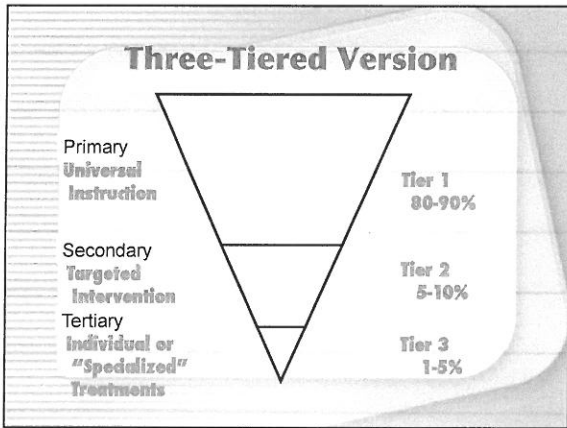 Three-Tiered Version
Primary
Universal
Instruction
Tier 1
80-90%
Secondary
Targeted
Intervention
Tier 2
5-10%
Tertiary
Individual or
"Specialized"
Treatments
Tier 3
1-5%